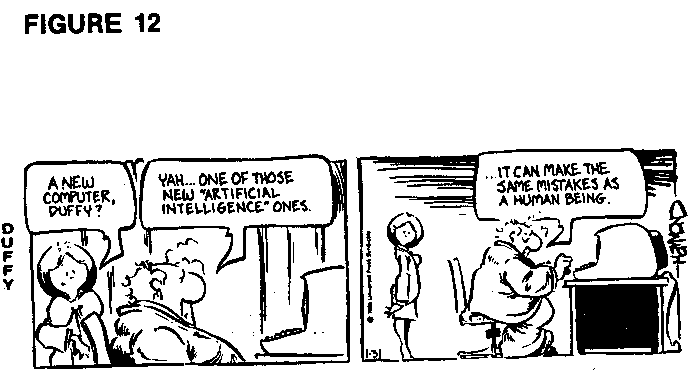 FIGURE 12
DUFFY
A NEW
COMPUTER,
DUFFY?
YAH... ONE OF THOSE
NEW "ARTIFICIAL
INTELLIGENCE" ONES.
...IT CAN MAKE THE
SAME MISTAKES AS
A HUMAN BEING.
1-31